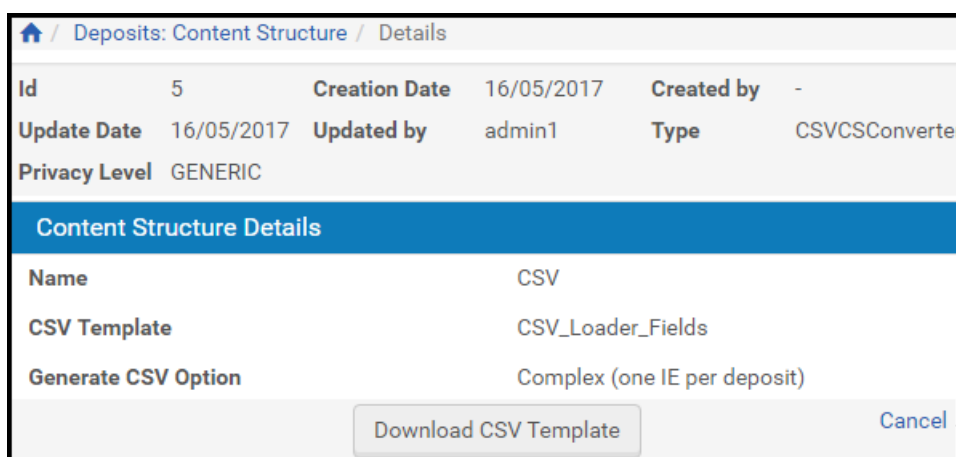 / Deposits: Content Structure / Details
Id 5 Creation Date 16/05/2017 Created by -
Update Date 16/05/2017 Updated by admin1 Type CSVCSConverte
Privacy Level GENERIC
Content Structure Details
Name CSV
CSV Template CSV_Loader_Fields
Generate CSV Option Complex (one IE per deposit)
Download CSV Template Cancel